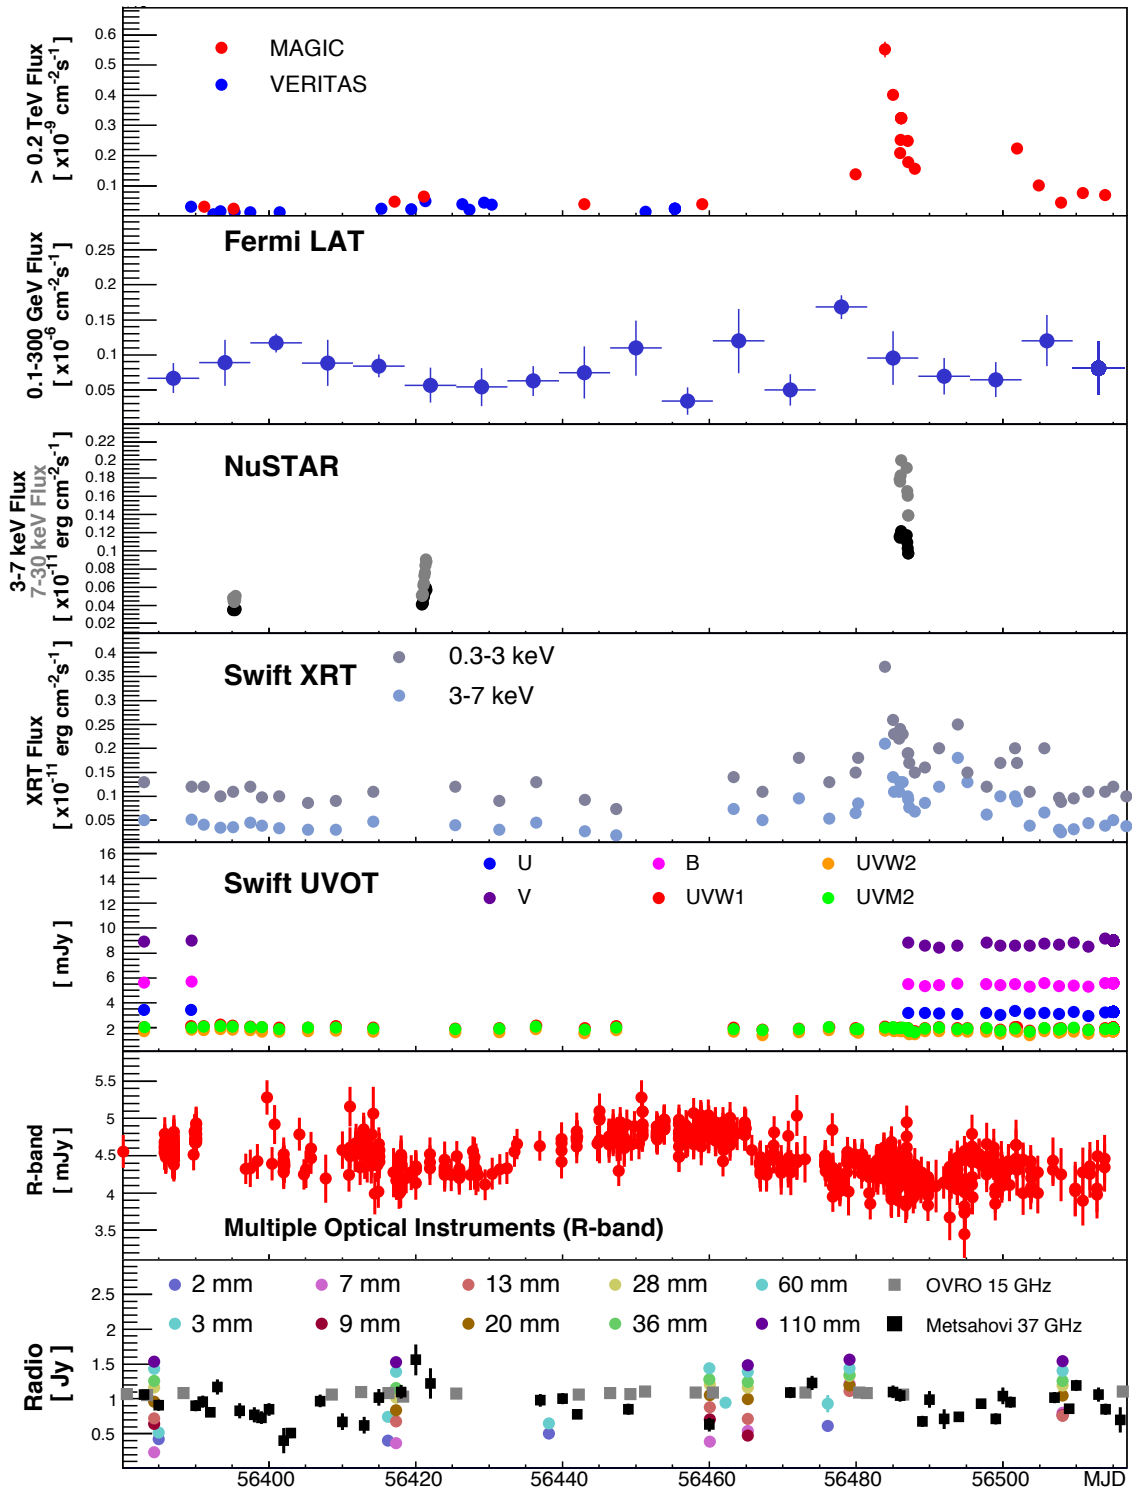 0.6
0.5
0.4
0.3
0.2
0.1
> 0.2 TeV Flux
[ x10-9 cm-2s-1 ]
MAGIC
VERITAS
0.25
0.2
0.15
0.1
0.05
0.1-300 GeV Flux
[x10-6 cm-2s-1 ]
Fermi LAT
0.22
0.2
0.18
0.16
0.14
0.12
0.1
0.08
0.06
0.04
0.02
3-7 keV Flux
7-30 keV Flux
[ x10-11 erg cm-2s-1 ]
NuSTAR
0.4
0.35
0.3
0.25
0.2
0.15
0.1
0.05
XRT Flux
[ x10-11 erg cm-2s-1 ]
Swift XRT
0.3-3 keV
3-7 keV
16
14
12
10
8
6
4
2
[ mJy ]
Swift UVOT
U
B
UVW2
V
UVW1
UVM2
5.5
5
4.5
4
3.5
R-band
[ mJy ]
Multiple Optical Instruments (R-band)
2.5
2
1.5
1
0.5
Radio
[ Jy ]
2 mm
7 mm
13 mm
28 mm
60 mm
OVRO 15 GHz
3 mm
9 mm
20 mm
36 mm
110 mm
Metsahovi 37 GHz
56400
56420
56440
56460
56480
56500
MJD